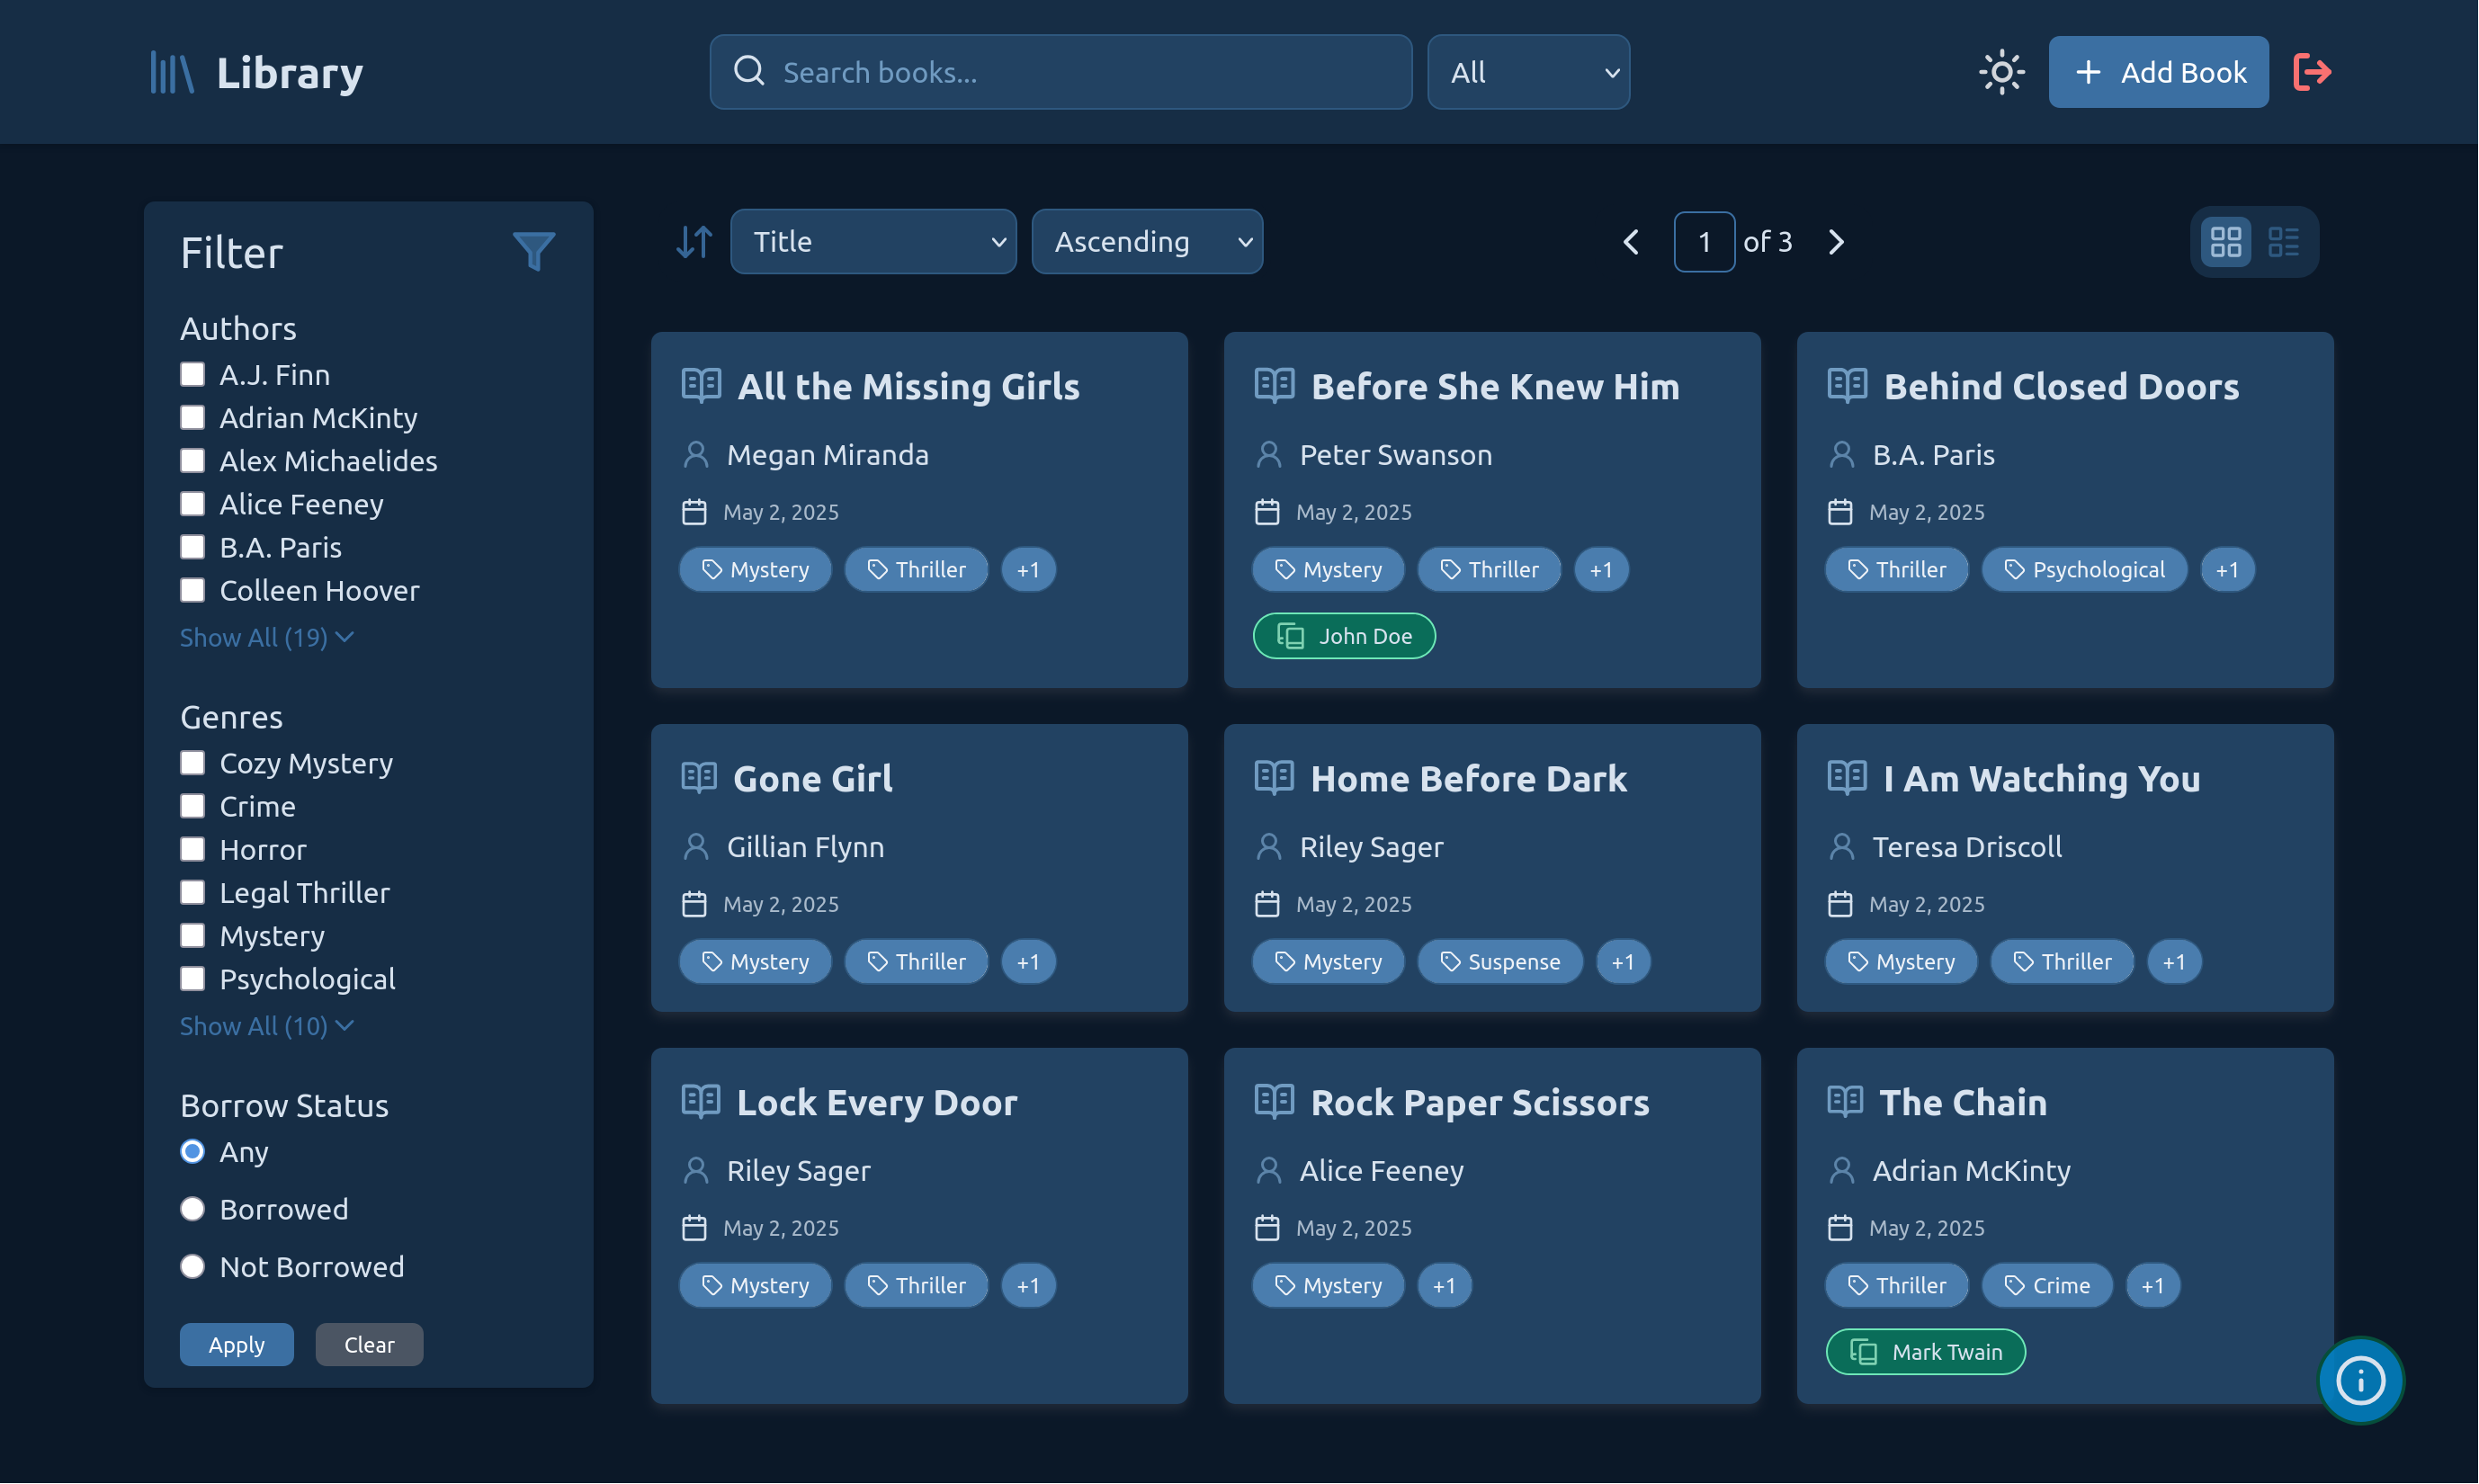 Library
Search books...
All
Add Book
Filter
Authors
A.J. Finn
Adrian McKinty
Alex Michaelides
Alice Feeney
B.A. Paris
Colleen Hoover
Show All (19)
Genres
Cozy Mystery
Crime
Horror
Legal Thriller
Mystery
Psychological
Show All (10)
Borrow Status
Any
Borrowed
Not Borrowed
Apply
Clear
Title
Ascending
1 of 3
All the Missing Girls
Megan Miranda
May 2, 2025
Mystery Thriller +1
Before She Knew Him
Peter Swanson
May 2, 2025
Mystery Thriller +1
John Doe
Behind Closed Doors
B.A. Paris
May 2, 2025
Thriller Psychological +1
Gone Girl
Gillian Flynn
May 2, 2025
Mystery Thriller +1
Home Before Dark
Riley Sager
May 2, 2025
Mystery Suspense +1
I Am Watching You
Teresa Driscoll
May 2, 2025
Mystery Thriller +1
Lock Every Door
Riley Sager
May 2, 2025
Mystery Thriller +1
Rock Paper Scissors
Alice Feeney
May 2, 2025
Mystery +1
The Chain
Adrian McKinty
May 2, 2025
Thriller Crime +1
Mark Twain